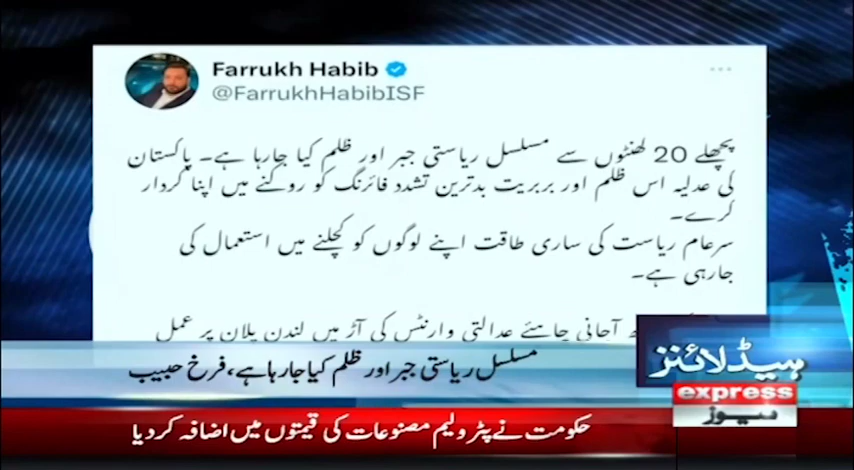 Farrukh Habib
@FarrukhHabibISF
پچھلے 20 گھنٹوں سے مسلسل ریاستی جبر اور ظلم کیا جارہا ہے۔ پاکستان
کی عدلیہ اس ظلم اور بربریت بدترین تشدد فائرنگ کو روکنے میں اپنا کردار
کرے۔
سرعام ریاست کی ساری طاقت اپنے لوگوں کو کچلنے میں استعمال کی
جارہی ہے۔
آجانی چاہئے عدالتی وارنٹس کی آڑ میں لندن پلان پر عمل
مسلسل ریاستی جبر اور ظلم کیا جارہا ہے، فرخ حبیب
ہیڈلائنز
express
نیوز
حکومت نے پٹرولیم مصنوعات کی قیمتوں میں اضافہ کردیا